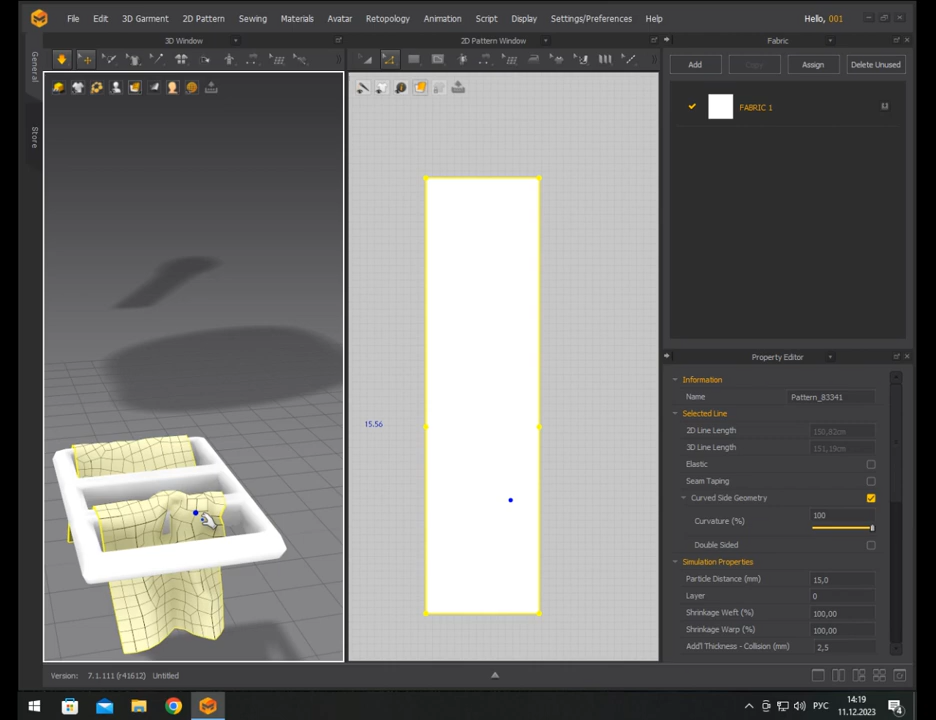 File Edit 3D Garment 2D Pattern Sewing Materials Avatar Retopology Animation Script Display Settings/Preferences Help Hello, 001
General
Store
3D Window
2D Pattern Window
Fabric
Add Copy Assign Delete Unused
FABRIC 1
15.56
Property Editor
Information
Name Pattern_83341
Selected Line
2D Line Length 150,82cm
3D Line Length 151,19cm
Elastic
Seam Taping
Curved Side Geometry
Curvature (%) 100
Double Sided
Simulation Properties
Particle Distance (mm) 15,0
Layer 0
Shrinkage Weft (%) 100,00
Shrinkage Warp (%) 100,00
Add'l Thickness - Collision (mm) 2,5
Version: 7.1.111 (r41612) Untitled
РУС
14:19
11.12.2023
4